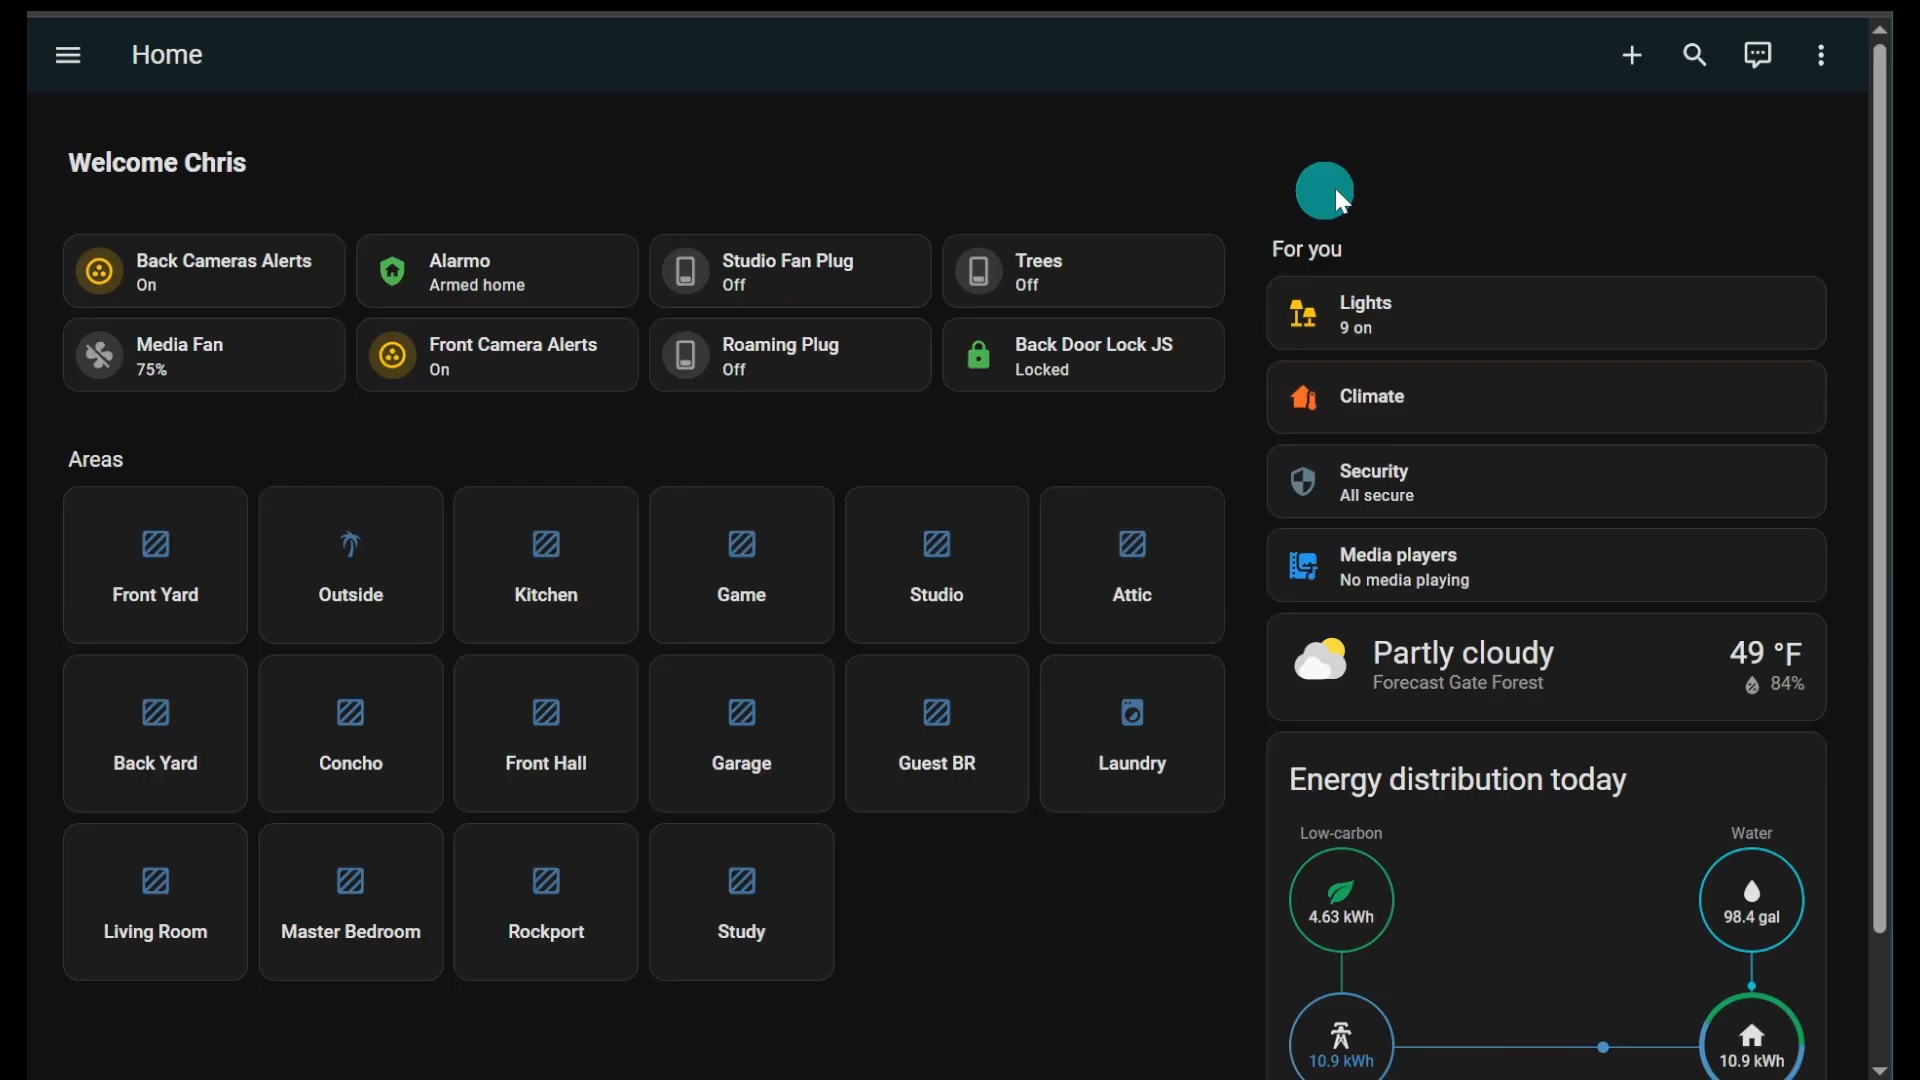 Home
Welcome Chris
Back Cameras Alerts
On
Alarmo
Armed home
Studio Fan Plug
Off
Trees
Off
Media Fan
75%
Front Camera Alerts
On
Roaming Plug
Off
Back Door Lock JS
Locked
Areas
Front Yard
Outside
Kitchen
Game
Studio
Attic
Back Yard
Concho
Front Hall
Garage
Guest BR
Laundry
Living Room
Master Bedroom
Rockport
Study
For you
Lights
9 on
Climate
Security
All secure
Media players
No media playing
Partly cloudy
Forecast Gate Forest
49 °F
84%
Energy distribution today
Low-carbon
Water
4.63 kWh
98.4 gal
10.9 kWh
10.9 kWh